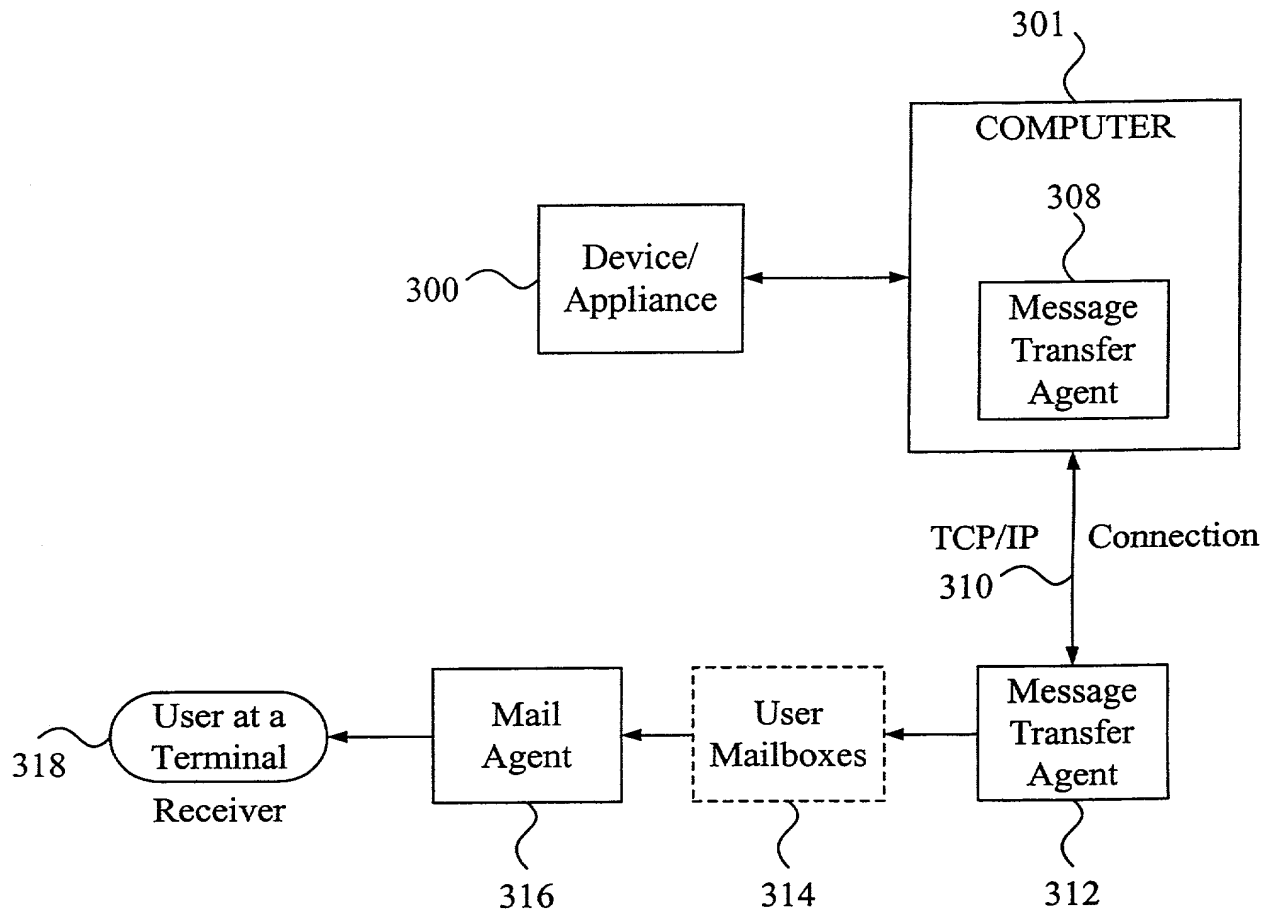 301
COMPUTER
308
Message
Transfer
Agent
Device/
Appliance
300
TCP/IP Connection
310
Message
Transfer
Agent
312
User
Mailboxes
314
Mail
Agent
316
User at a
Terminal
318
Receiver